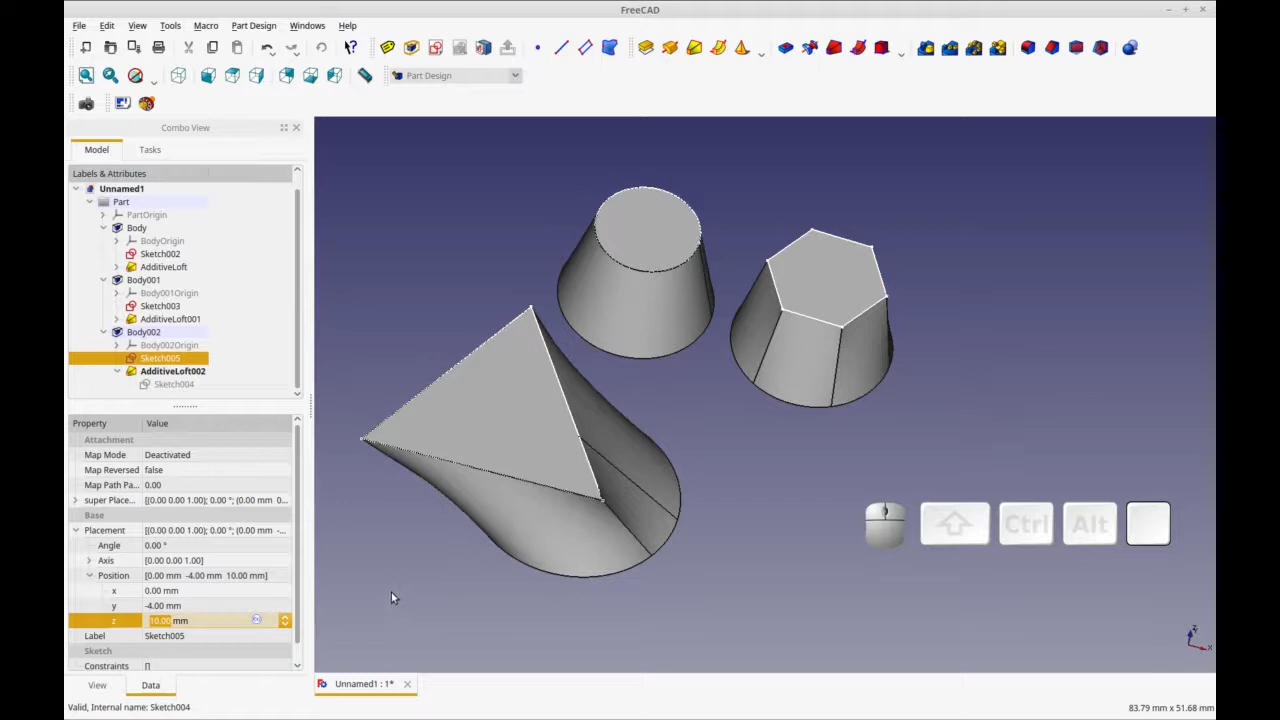 FreeCAD
File Edit View Tools Macro Part Design Windows Help
Part Design
Combo View
Model Tasks
Labels & Attributes
Unnamed1
Part
PartOrigin
Body
BodyOrigin
Sketch002
AdditiveLoft
Body001
Body001Origin
Sketch003
AdditiveLoft001
Body002
Body002Origin
Sketch005
AdditiveLoft002
Sketch004
Property Value
Attachment
Map Mode Deactivated
Map Reversed false
Map Path Pa... 0.00
super Place... [(0.00 0.00 1.00); 0.00 °; (0.00 mm 0...
Base
Placement [(0.00 0.00 1.00); 0.00 °; (0.00 mm -...
Angle 0.00 °
Axis [0.00 0.00 1.00]
Position [0.00 mm -4.00 mm 10.00 mm]
x 0.00 mm
y -4.00 mm
z 10.00 mm
Label Sketch005
Sketch
Constraints []
View Data
Unnamed1 : 1*
Ctrl Alt
Z
X
Valid, Internal name: Sketch004
83.79 mm x 51.68 mm